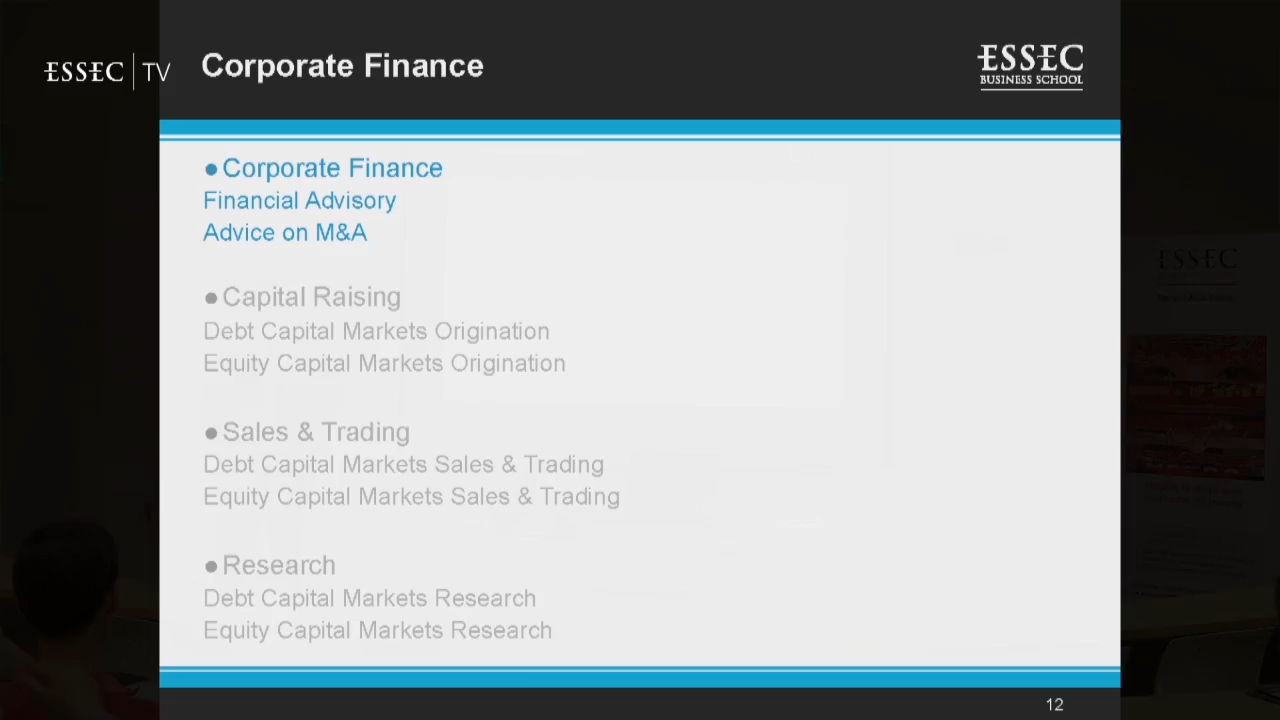 ESSEC | TV
Corporate Finance
ESSEC
BUSINESS SCHOOL
● Corporate Finance
Financial Advisory
Advice on M&A
● Capital Raising
Debt Capital Markets Origination
Equity Capital Markets Origination
● Sales & Trading
Debt Capital Markets Sales & Trading
Equity Capital Markets Sales & Trading
● Research
Debt Capital Markets Research
Equity Capital Markets Research
12
ESSEC